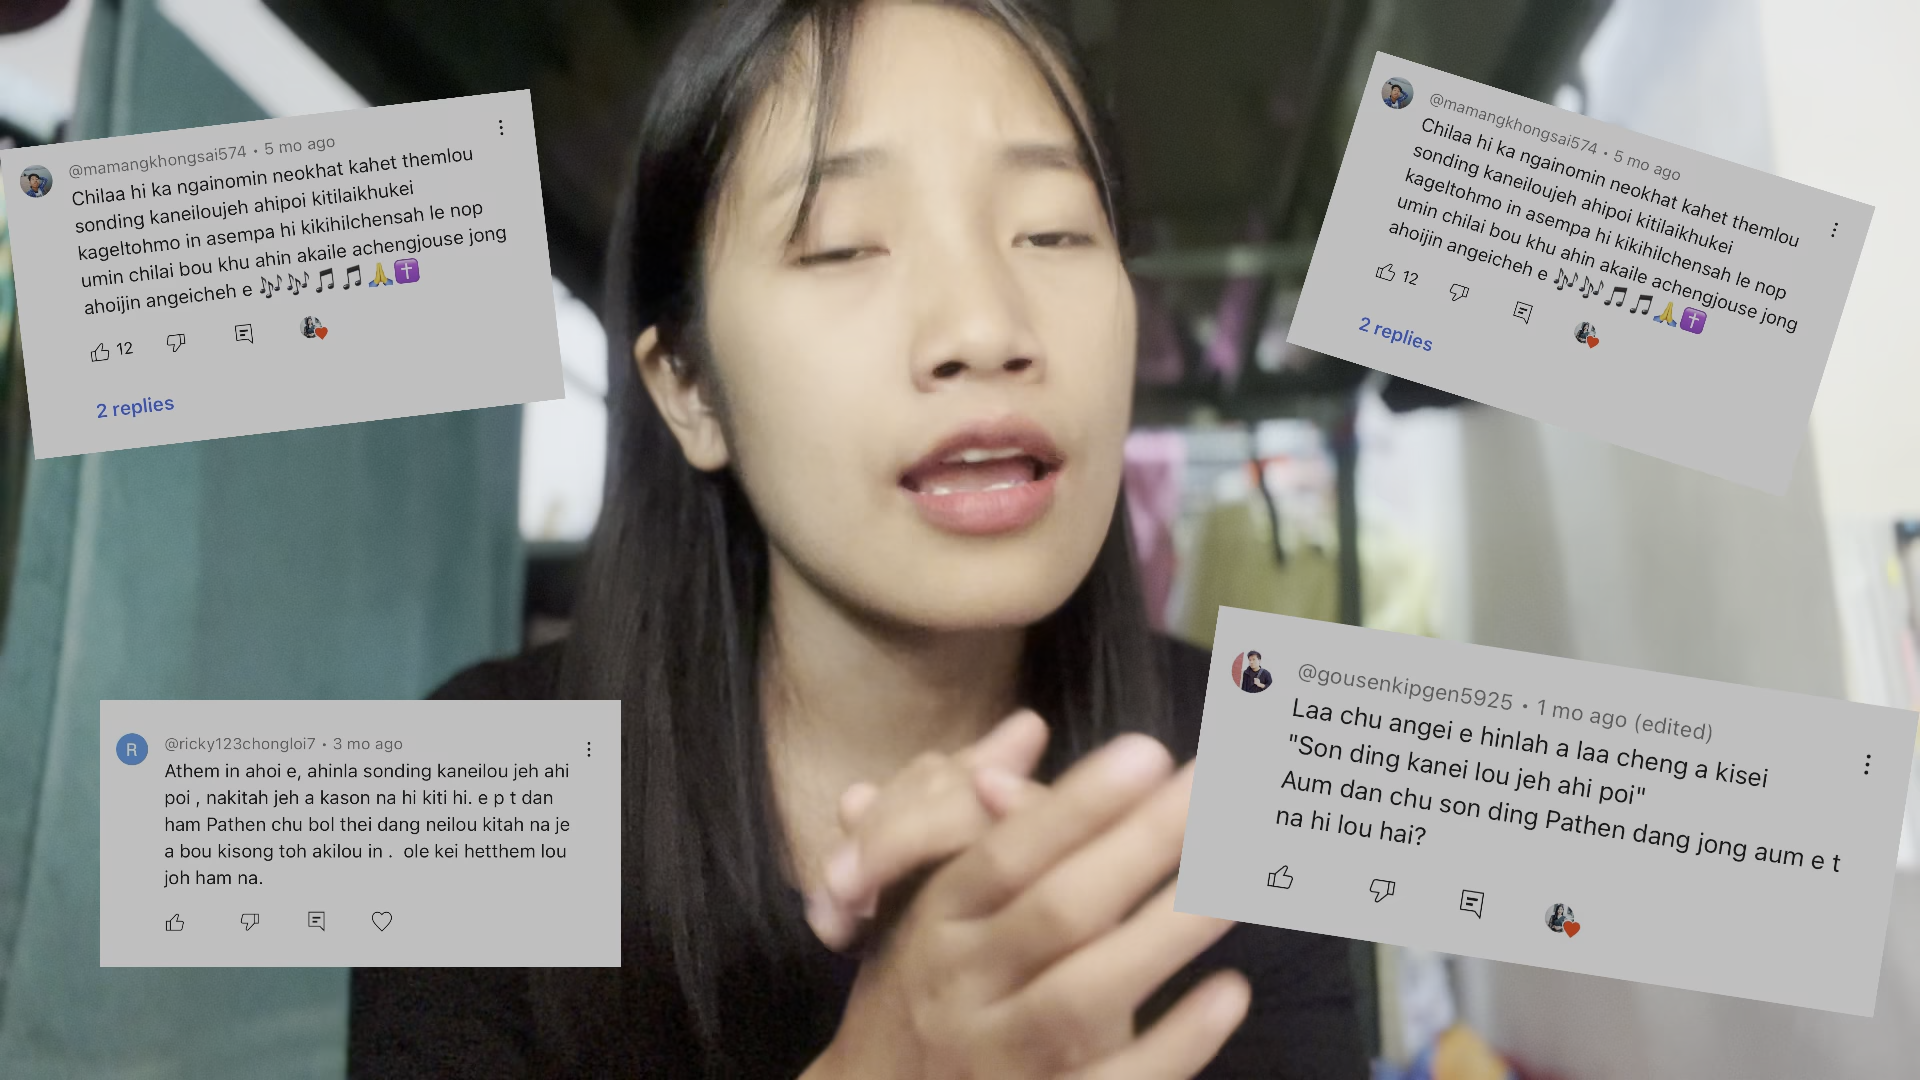 @mamangkhongsai574 • 5 mo ago
Chilaa hi ka ngainomin neokhat kahet themlou
sonding kaneiloujeh ahipoi kitilaikhukei
kageltohmo in asempa hi kikihilchensah le nop
umin chilai bou khu ahin akaile achengjouse jong
ahoijin angeicheh e 🎶🎶🎵🎵🙏✝️
12
2 replies
@mamangkhongsai574 • 5 mo ago
Chilaa hi ka ngainomin neokhat kahet themlou
sonding kaneiloujeh ahipoi kitilaikhukei
kageltohmo in asempa hi kikihilchensah le nop
umin chilai bou khu ahin akaile achengjouse jong
ahoijin angeicheh e 🎶🎶🎵🎵🙏✝️
12
2 replies
R
@ricky123chongloi7 • 3 mo ago
Athem in ahoi e, ahinla sonding kaneilou jeh ahi
poi , nakitah jeh a kason na hi kiti hi. e p t dan
ham Pathen chu bol thei dang neilou kitah na je
a bou kisong toh akilou in . ole kei hetthem lou
joh ham na.
@gousenkipgen5925 • 1 mo ago (edited)
Laa chu angei e hinlah a laa cheng a kisei
"Son ding kanei lou jeh ahi poi"
Aum dan chu son ding Pathen dang jong aum e t
na hi lou hai?